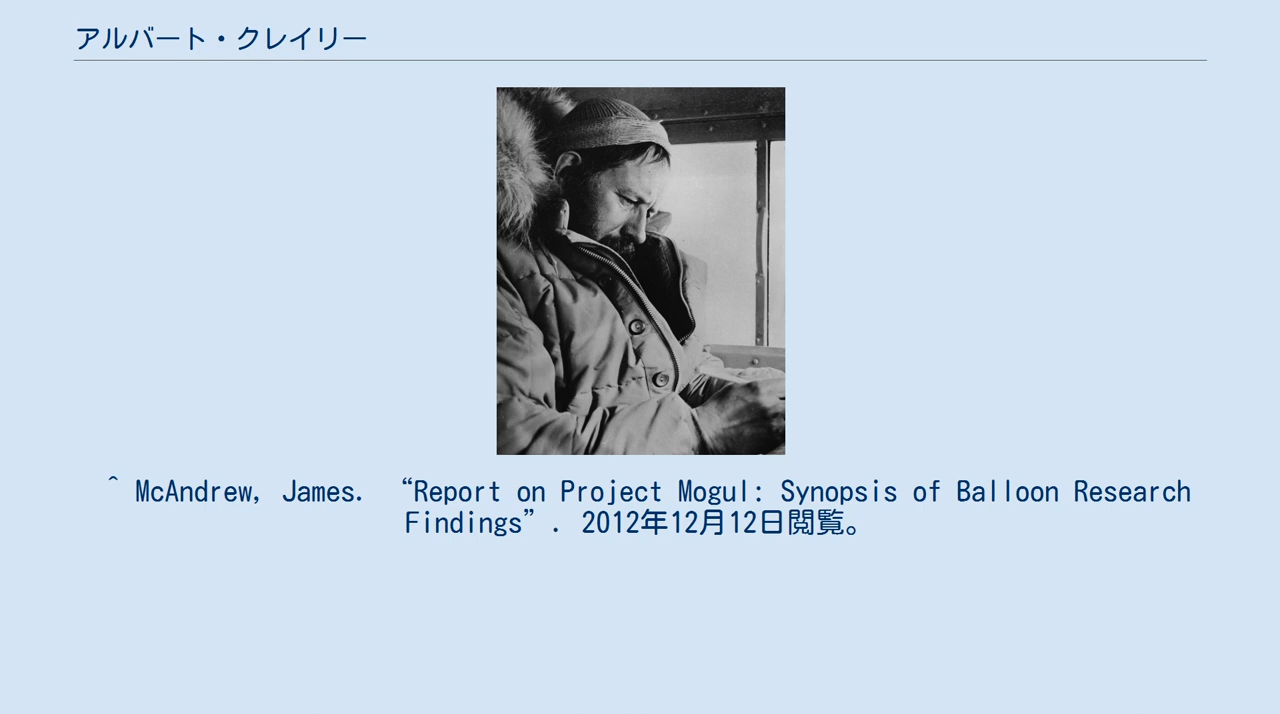 アルバート・クレイリー
^ McAndrew, James. “Report on Project Mogul: Synopsis of Balloon Research
Findings”. 2012年12月12日閲覧。